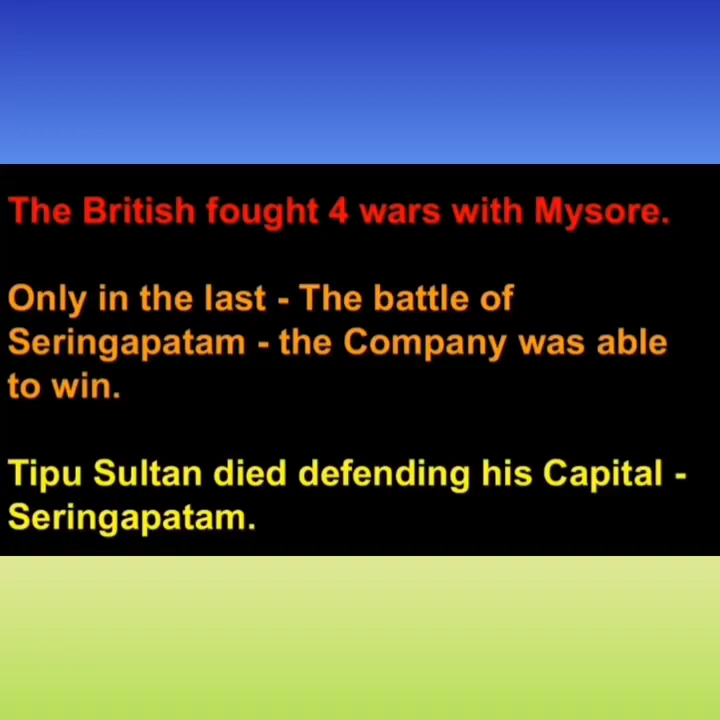 The British fought 4 wars with Mysore.
Only in the last - The battle of
Seringapatam - the Company was able
to win.
Tipu Sultan died defending his Capital -
Seringapatam.